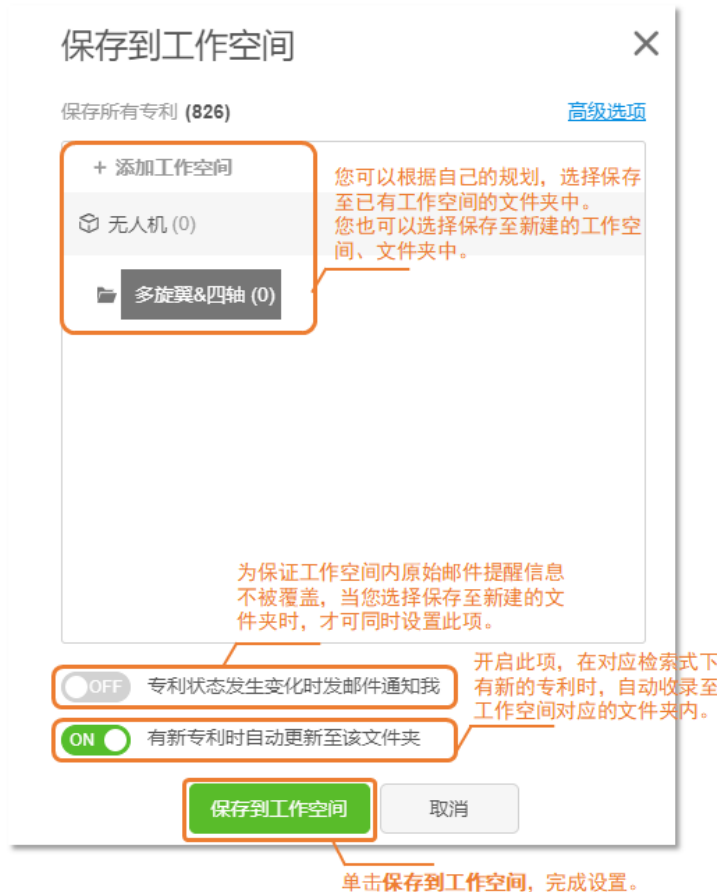 保存到工作空间
保存所有专利 (826)
高级选项
+ 添加工作空间
无人机 (0)
多旋翼&四轴 (0)
您可以根据自己的规划，选择保存
至已有工作空间的文件夹中。
您也可以选择保存至新建的工作空
间、文件夹中。
为保证工作空间内原始邮件提醒信息
不被覆盖，当您选择保存至新建的文
件夹时，才可同时设置此项。
OFF 专利状态发生变化时发邮件通知我
开启此项，在对应检索式下
有新的专利时，自动收录至
工作空间对应的文件夹内。
ON 有新专利时自动更新至该文件夹
保存到工作空间
取消
单击保存到工作空间，完成设置。